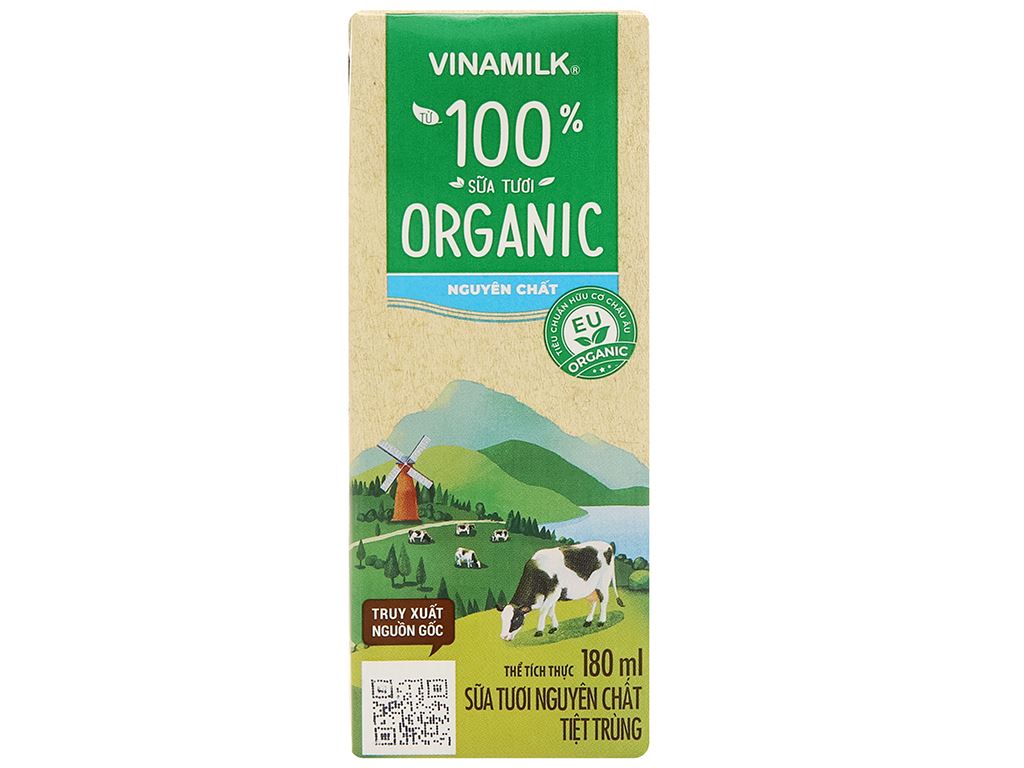 VINAMILK®
TỪ
100%
SỮA TƯƠI
ORGANIC
NGUYÊN CHẤT
TIÊU CHUẨN HỮU CƠ CHÂU ÂU
EU
ORGANIC
TRUY XUẤT
NGUỒN GỐC
THỂ TÍCH THỰC 180 ml
SỮA TƯƠI NGUYÊN CHẤT
TIỆT TRÙNG